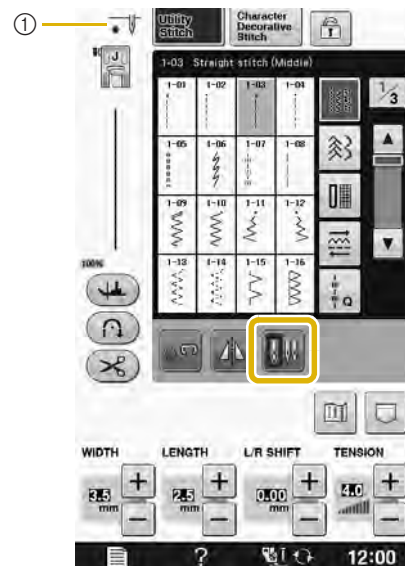 ①
Utility
Stitch
Character
Decorative
Stitch
J
1-03 Straight stitch (Middle)
1-01 1-02 1-03 1-04
1/3
1-05 1-06 1-07 1-08
1-09 1-10 1-11 1-12
1-13 1-14 1-15 1-16
Q
100%
WIDTH LENGTH L/R SHIFT TENSION
3.5 mm + − 2.5 mm + − 0.00 mm + − 4.0 + −
? 12:00